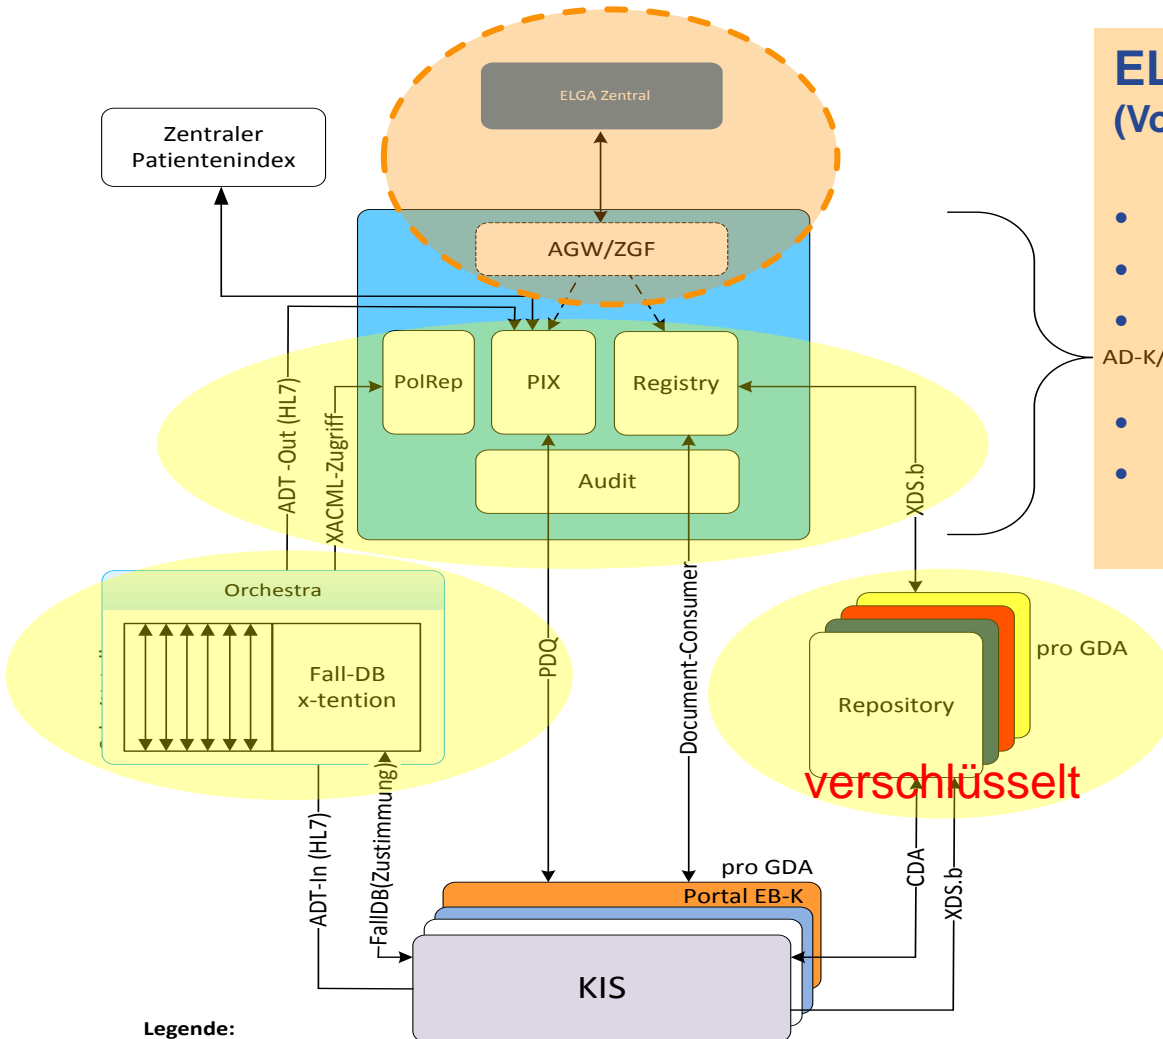 ELGA Zentral
EL
(Vo
Zentraler
Patientenindex
AGW/ZGF
AD-K/
PolRep
PIX
Registry
Audit
ADT -Out (HL7)
XACML-Zugriff
XDS.b
Orchestra
Fall-DB
x-tention
PDQ
Document-Consumer
pro GDA
Repository
verschlüsselt
ADT-In (HL7)
FallDB(Zustimmung)
CDA
XDS.b
pro GDA
Portal EB-K
KIS
Legende: